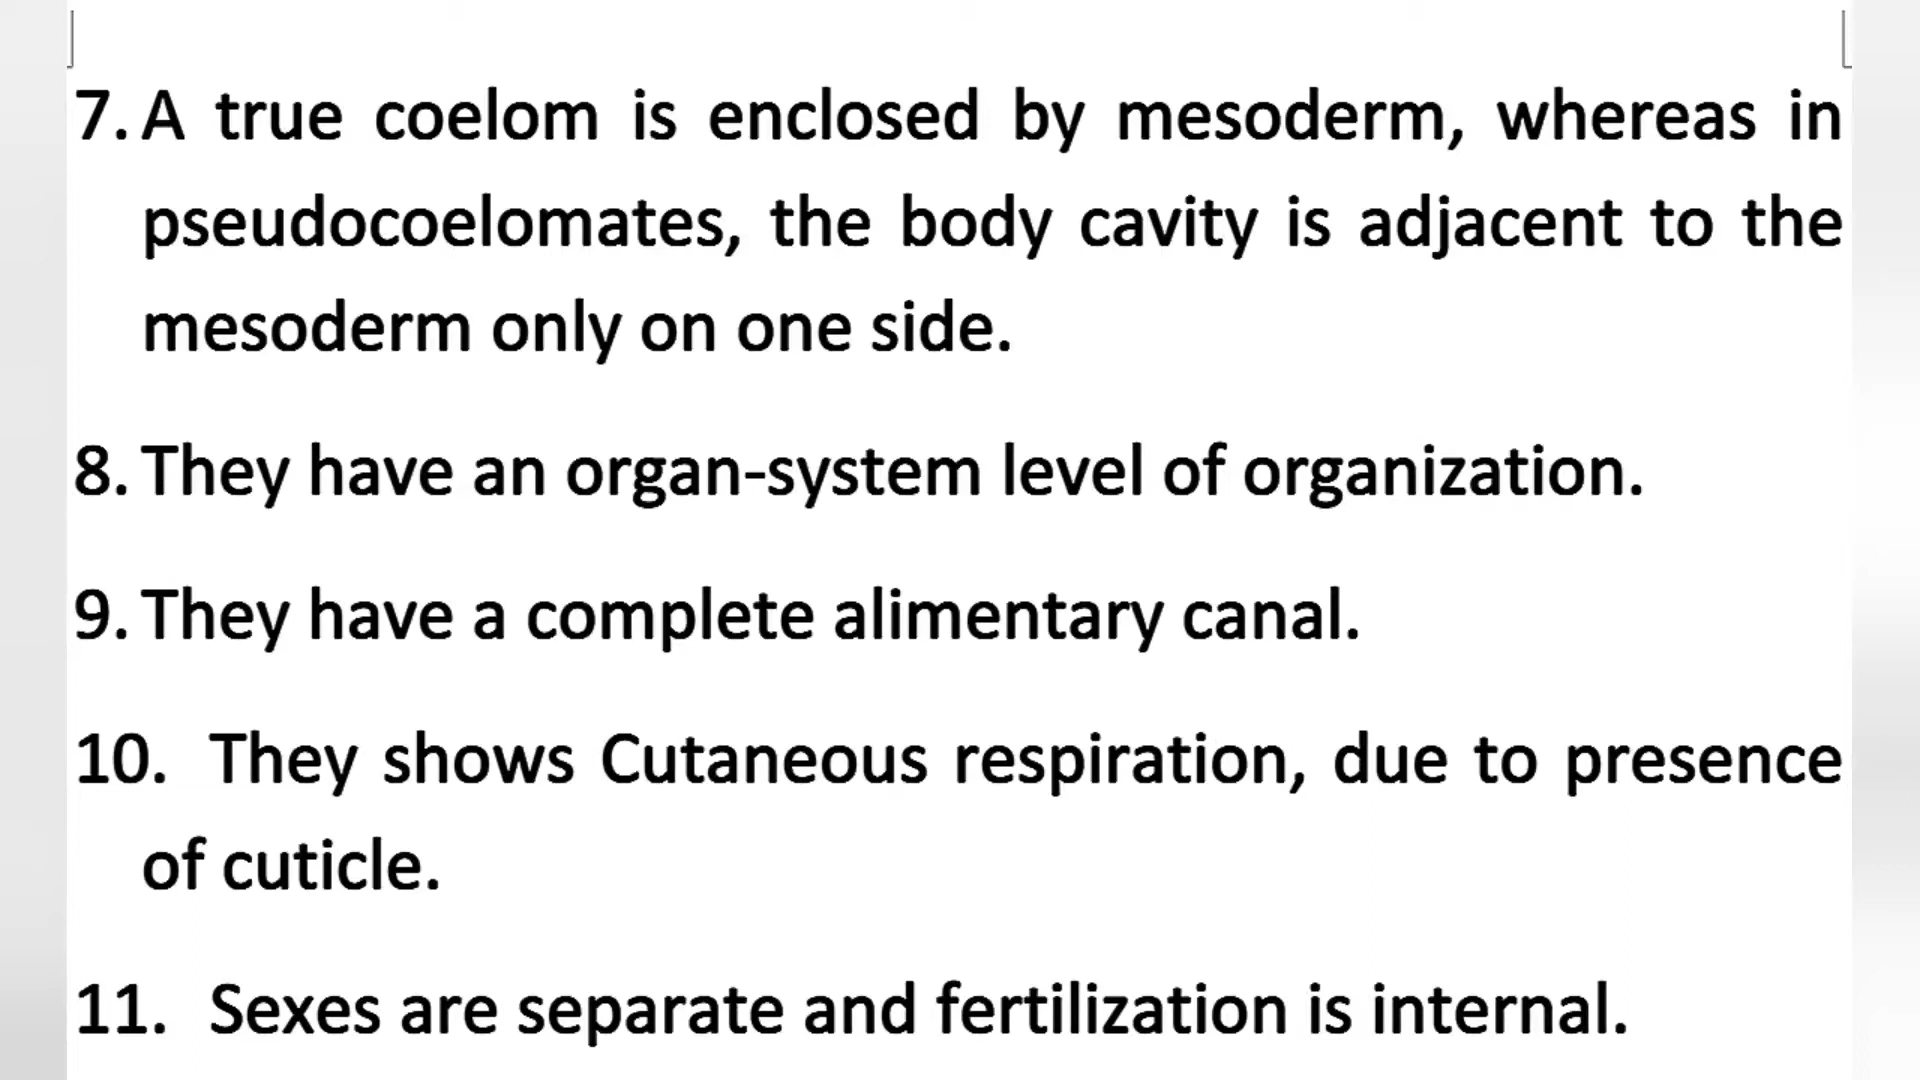 7. A true coelom is enclosed by mesoderm, whereas in
pseudocoelomates, the body cavity is adjacent to the
mesoderm only on one side.
8. They have an organ-system level of organization.
9. They have a complete alimentary canal.
10. They shows Cutaneous respiration, due to presence
of cuticle.
11. Sexes are separate and fertilization is internal.